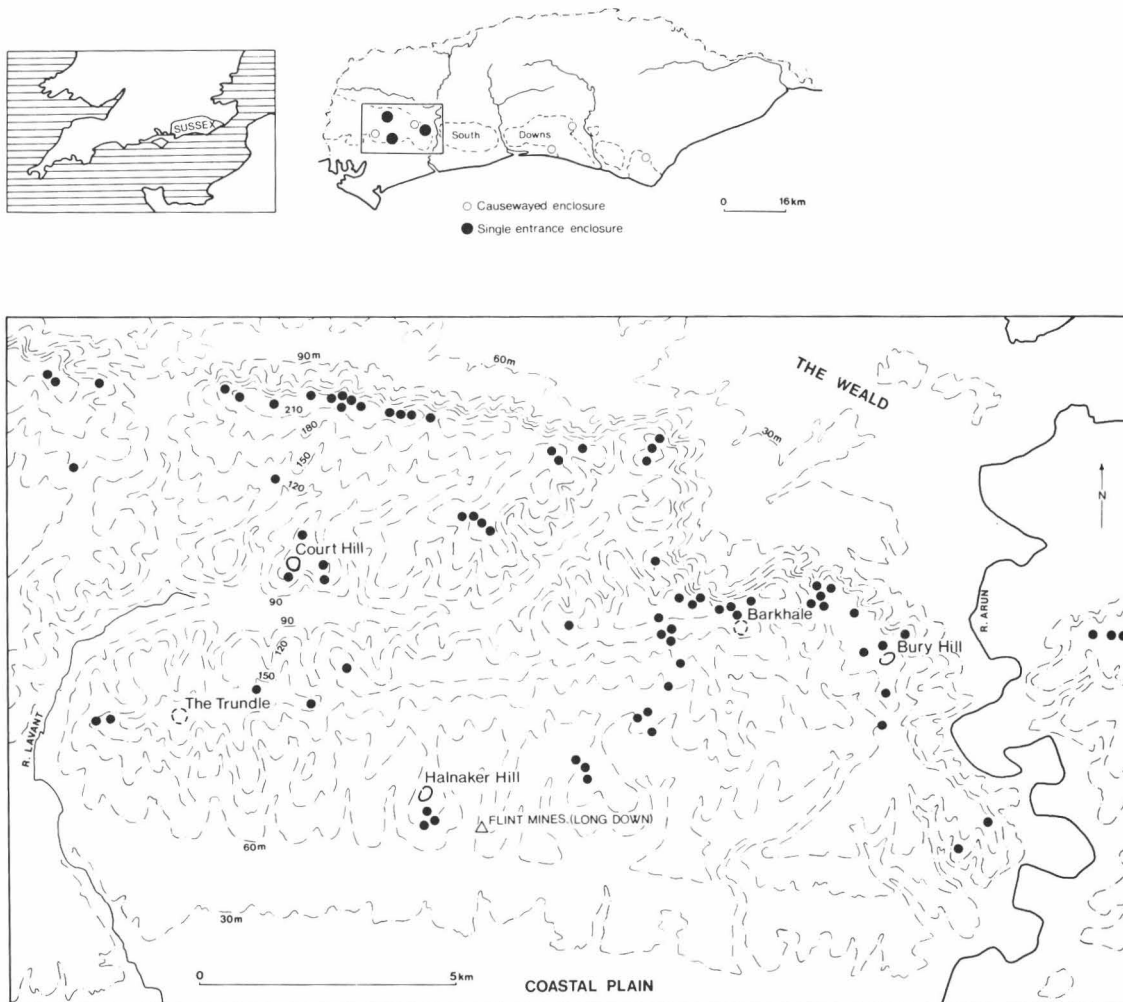 SUSSEX
South Downs
Causewayed enclosure
Single entrance enclosure
0 16 km
90m
60m
THE WEALD
210
180
30m
150
120
N
Court Hill
90
R. ARUN
90
Barkhale
120
Bury Hill
150
The Trundle
R. LAVANT
Halnaker Hill
FLINT MINES.(LONG DOWN)
60m
30m
0 5km
COASTAL PLAIN